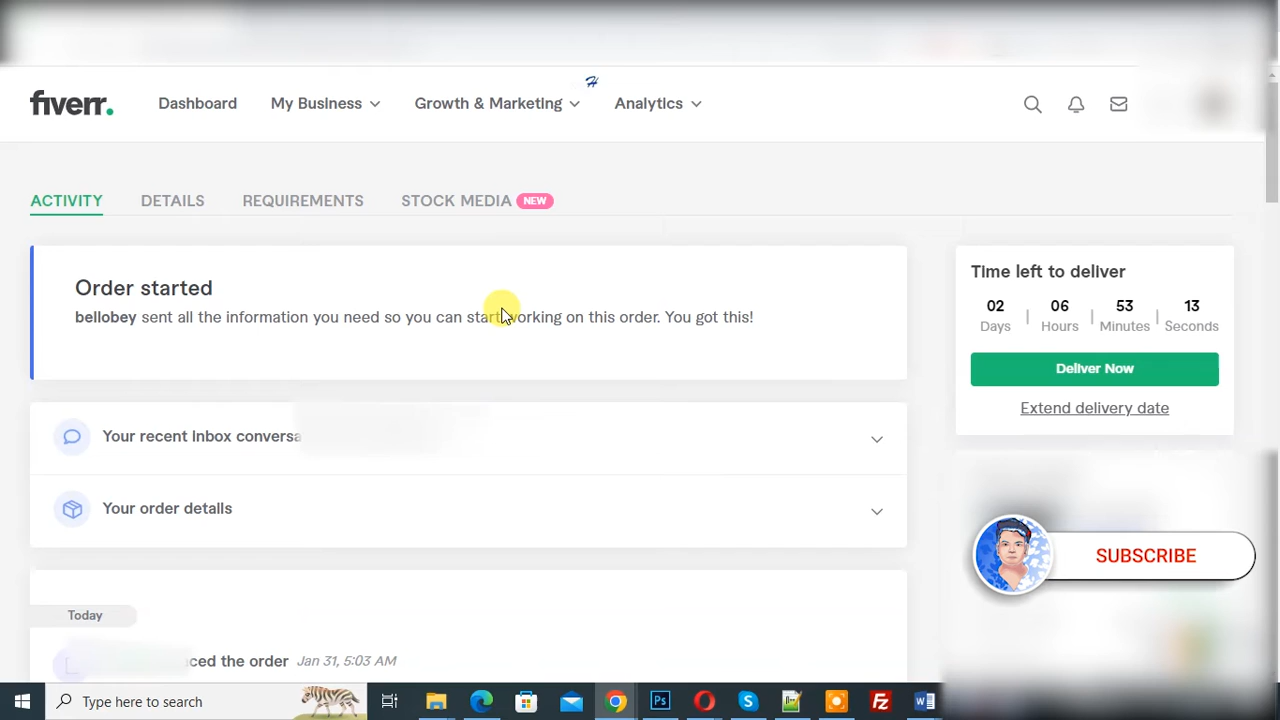 fiverr.
Dashboard
My Business
Growth & Marketing
Analytics
ACTIVITY
DETAILS
REQUIREMENTS
STOCK MEDIA NEW
Order started
bellobey sent all the information you need so you can start working on this order. You got this!
Time left to deliver
02 06 53 13
Days Hours Minutes Seconds
Deliver Now
Extend delivery date
Your recent inbox conversa
Your order details
SUBSCRIBE
Today
ced the order Jan 31, 5:03 AM
Type here to search
Ps